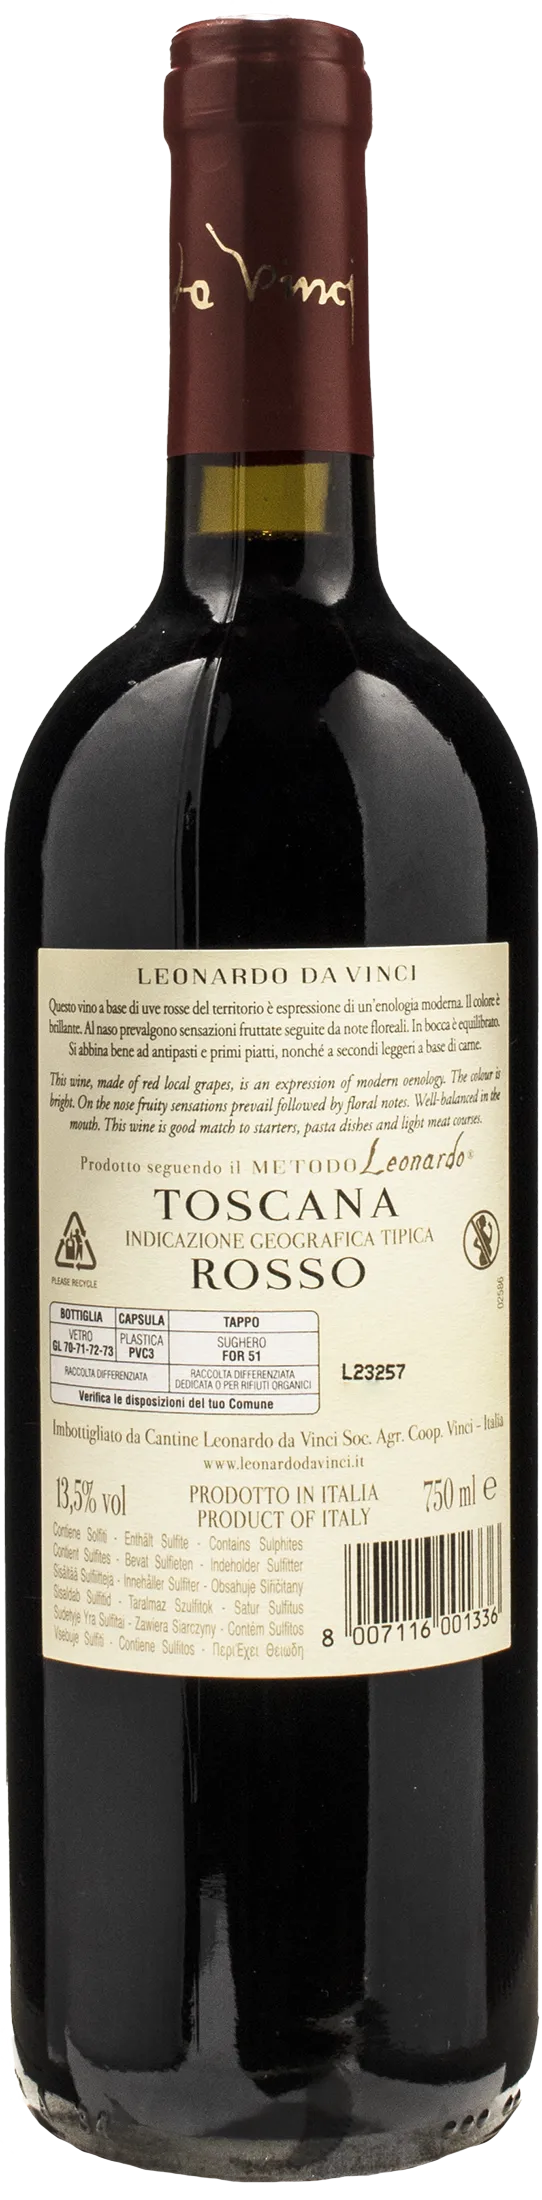 da Vinci
LEONARDO DA VINCI
Questo vino a base di uve rosse del territorio è espressione di un'enologia moderna. Il colore è
brillante. Al naso prevalgono sensazioni fruttate seguite da note floreali. In bocca è equilibrato.
Si abbina bene ad antipasti e primi piatti, nonché a secondi leggeri a base di carne.
This wine, made of red local grapes, is an expression of modern oenology. The colour is
bright. On the nose fruity sensations prevail followed by floral notes. Well-balanced in the
mouth. This wine is good match to starters, pasta dishes and light meat courses.
Prodotto seguendo il METODO Leonardo®
TOSCANA
INDICAZIONE GEOGRAFICA TIPICA
ROSSO
PLEASE RECYCLE
02586
BOTTIGLIA CAPSULA TAPPO
VETRO PLASTICA SUGHERO
GL 70-71-72-73 PVC3 FOR 51
RACCOLTA DIFFERENZIATA RACCOLTA DIFFERENZIATA
DEDICATA O PER RIFIUTI ORGANICI
Verifica le disposizioni del tuo Comune
L23257
Imbottigliato da Cantine Leonardo da Vinci Soc. Agr. Coop. Vinci - Italia
www.leonardodavinci.it
13,5% vol PRODOTTO IN ITALIA 750 ml e
PRODUCT OF ITALY
Contiene Solfiti - Enthält Sulfite - Contains Sulphites
Contient Sulfites - Bevat Sulfieten - Indeholder Sulfitter
Sisältää Sulfiitteja - Innehåller Sulfiter - Obsahuje Siřičitany
Sisaldab Sulfitid - Taralmaz Szulfitok - Satur Sulfitus
Sudetyje Yra Sulfitai - Zawiera Siarczyny - Contém Sulfitos
Vsebuje Sulfiti - Contiene Sulfitos - Περιέχει Θειώδη
8 007116 001336